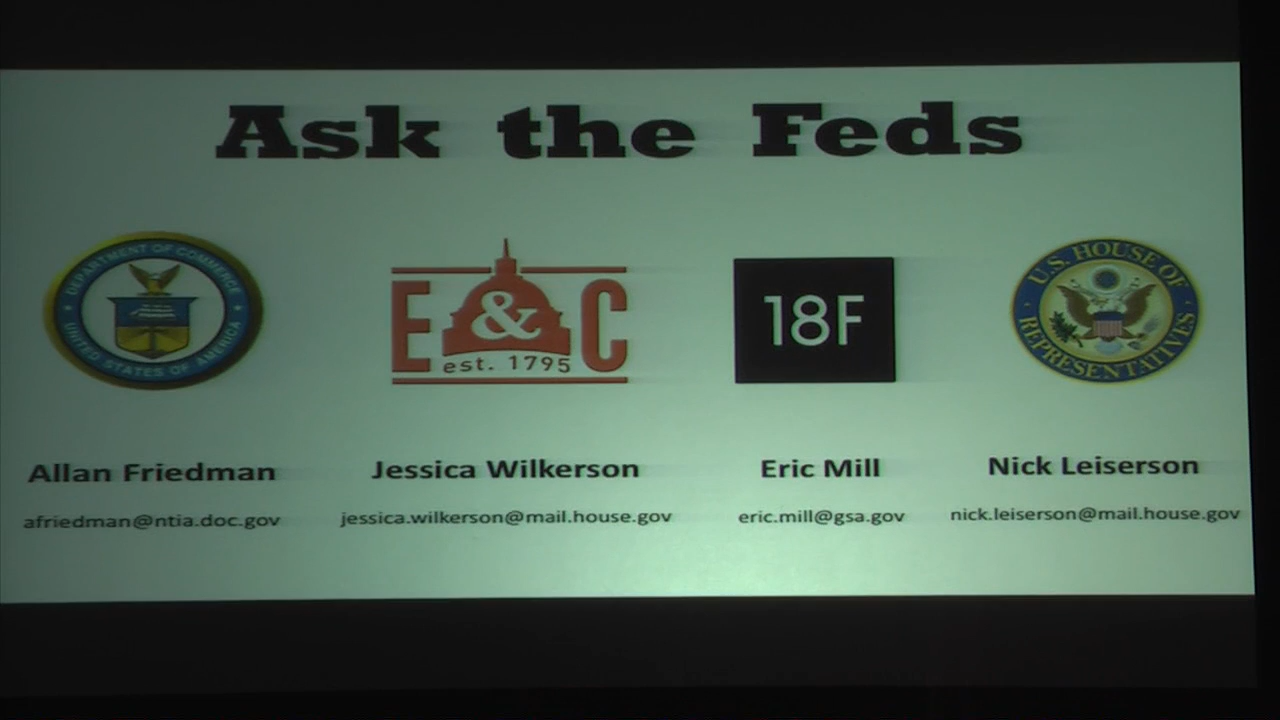 Ask the Feds
DEPARTMENT OF COMMERCE
UNITED STATES OF AMERICA
E & C
est. 1795
18F
U.S. HOUSE OF
REPRESENTATIVES
Allan Friedman
Jessica Wilkerson
Eric Mill
Nick Leiserson
afriedman@ntia.doc.gov
jessica.wilkerson@mail.house.gov
eric.mill@gsa.gov
nick.leiserson@mail.house.gov